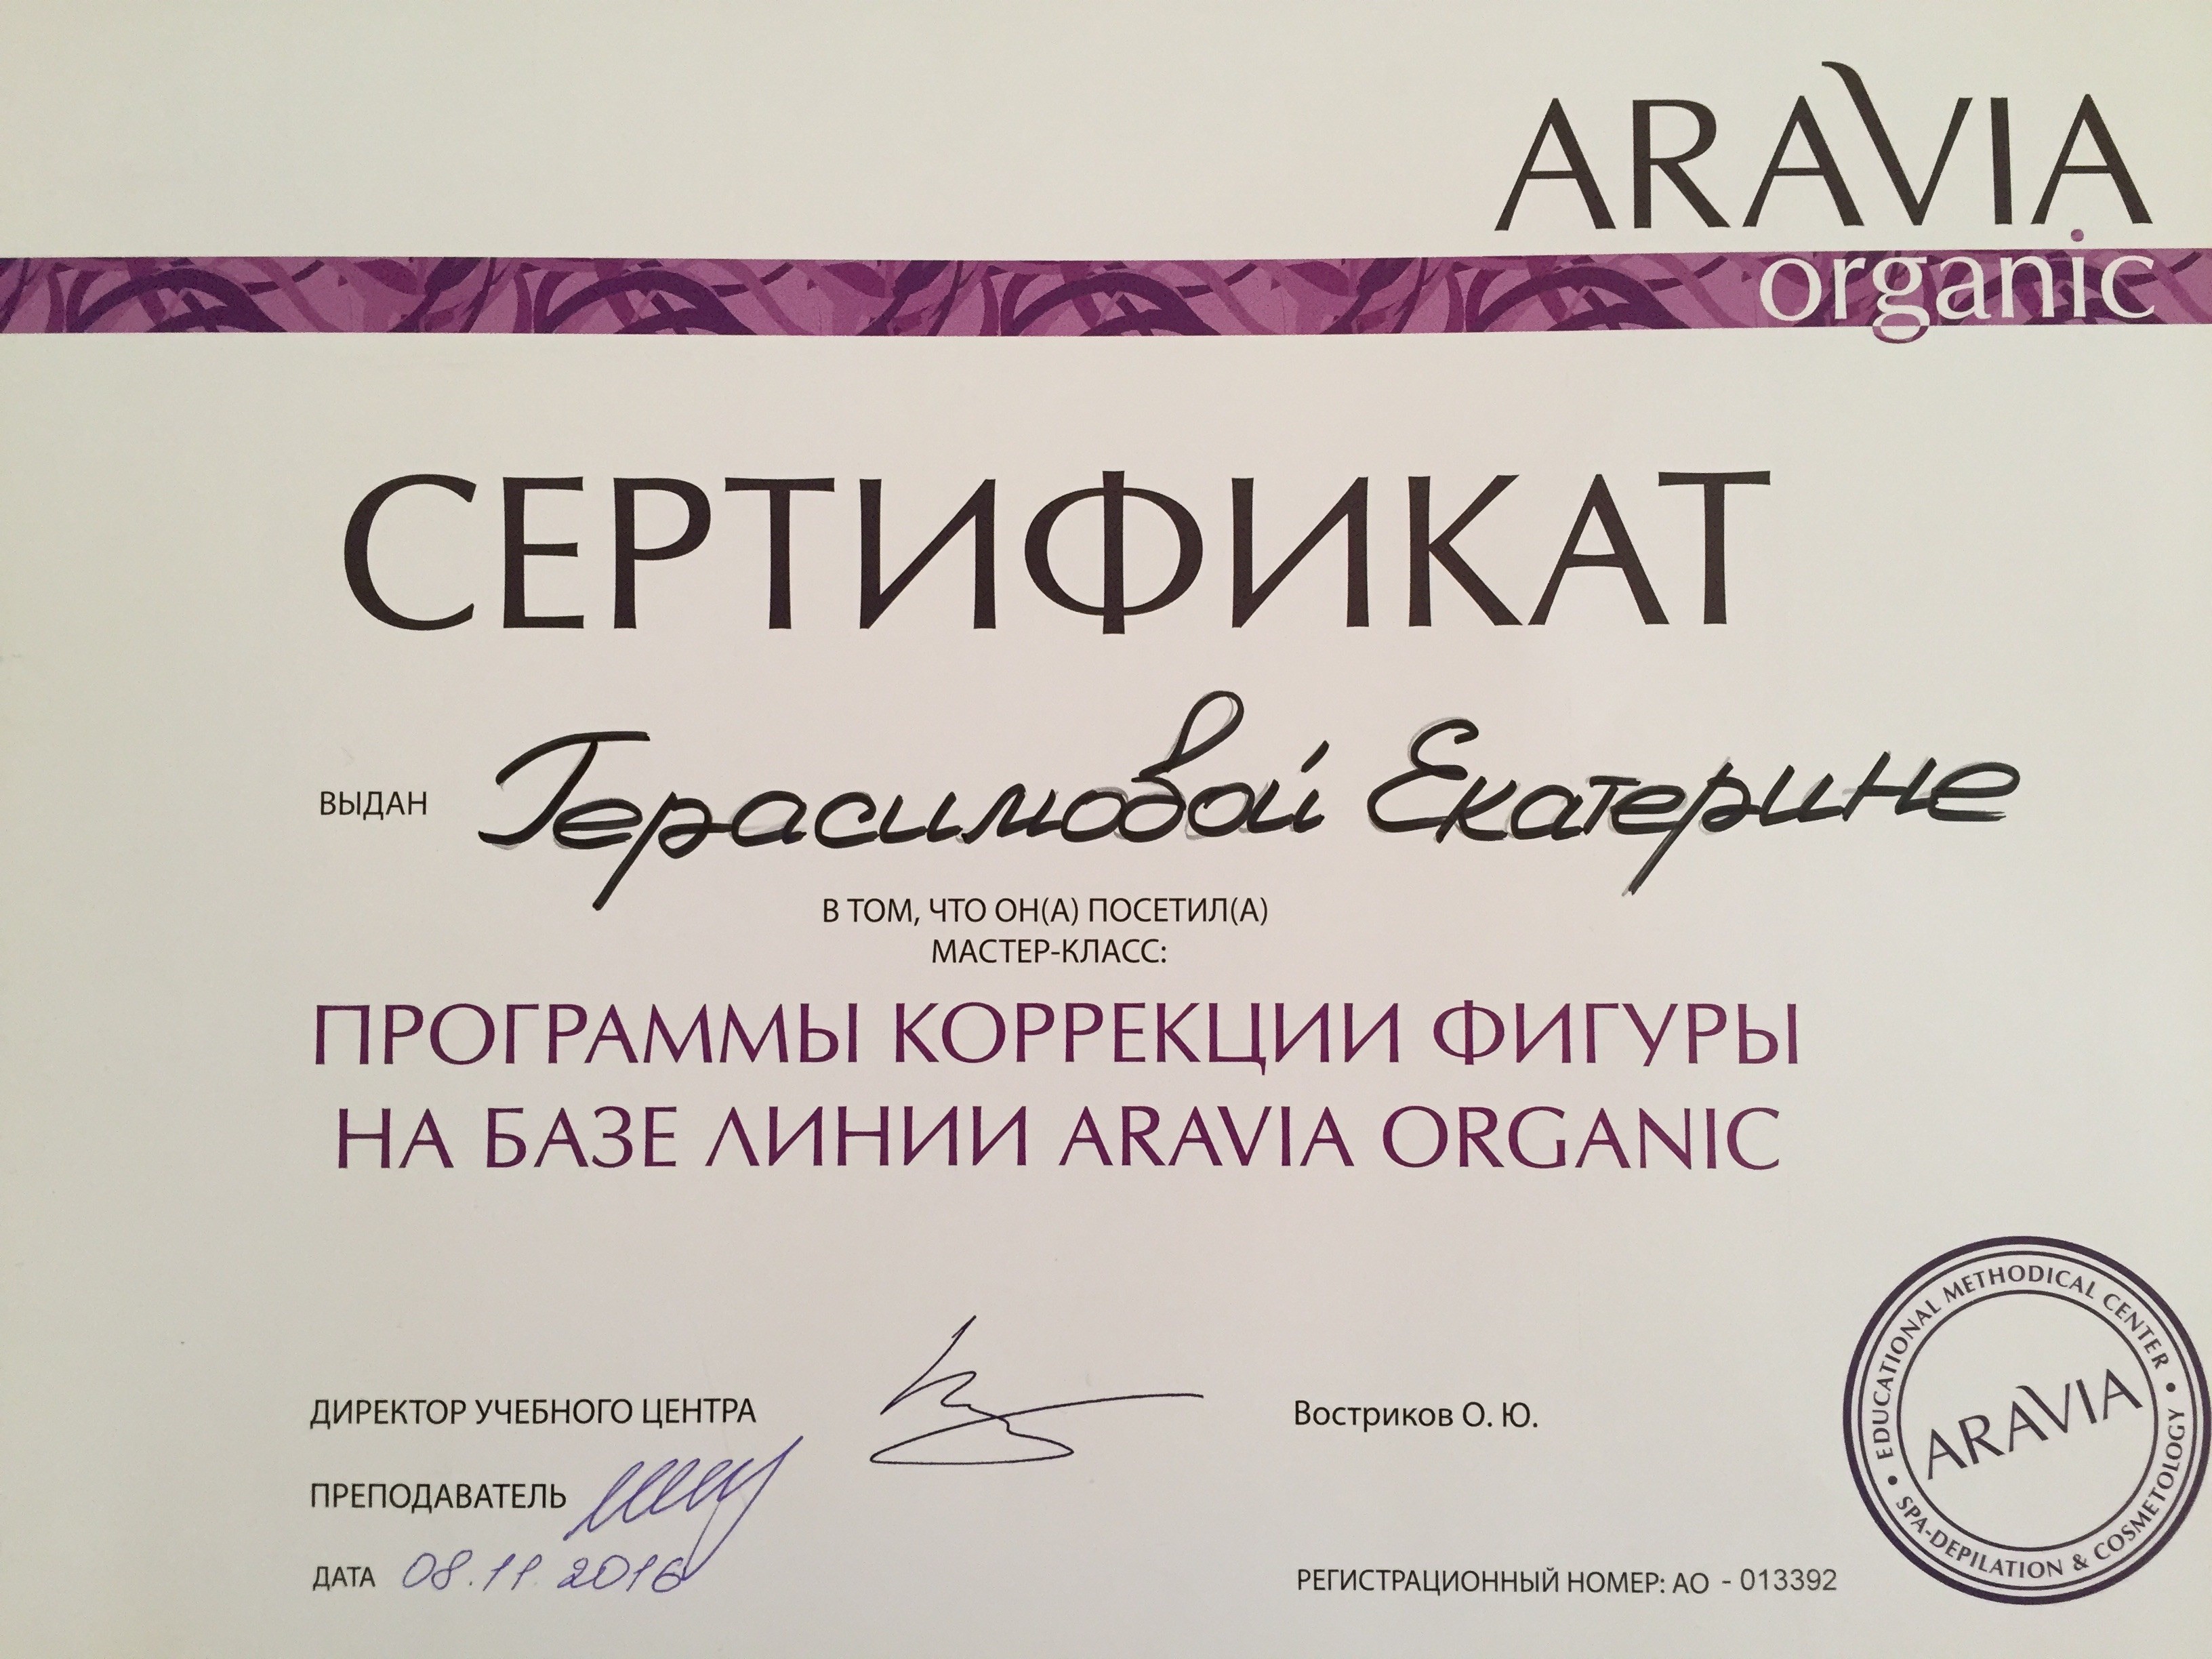 ARAVIA
organic
СЕРТИФИКАТ
ВЫДАН Герасимовой Екатерине
В ТОМ, ЧТО ОН(А) ПОСЕТИЛ(А)
МАСТЕР-КЛАСС:
ПРОГРАММЫ КОРРЕКЦИИ ФИГУРЫ
НА БАЗЕ ЛИНИИ ARAVIA ORGANIC
ДИРЕКТОР УЧЕБНОГО ЦЕНТРА Востриков О. Ю.
ПРЕПОДАВАТЕЛЬ
ДАТА 08.11.2016
РЕГИСТРАЦИОННЫЙ НОМЕР: АО - 013392
• EDUCATIONAL METHODICAL CENTER •
ARAVIA
SPA-DEPILATION & COSMETOLOGY